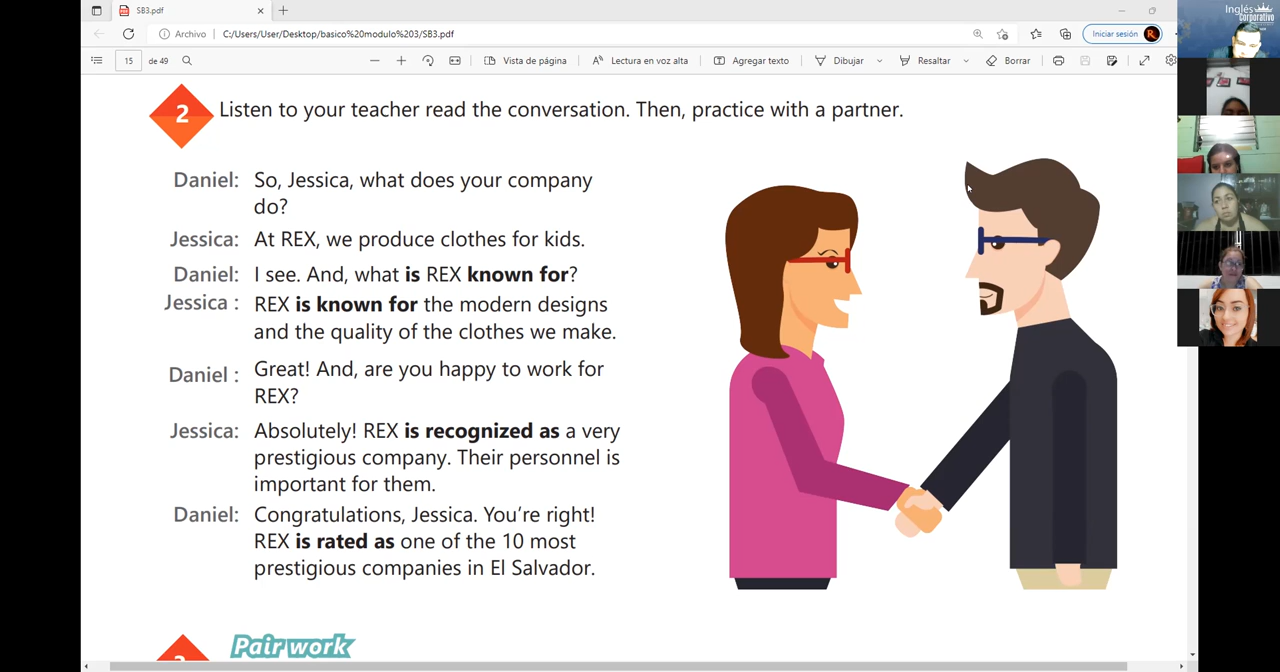 SB3.pdf
Archivo
C:/Users/User/Desktop/basico%20modulo%203/SB3.pdf
Iniciar sesión
R
15 de 49
Vista de página
Lectura en voz alta
Agregar texto
Dibujar
Resaltar
Borrar
Inglés
Corporativo
2
Listen to your teacher read the conversation. Then, practice with a partner.
Daniel: So, Jessica, what does your company
do?
Jessica: At REX, we produce clothes for kids.
Daniel: I see. And, what is REX known for?
Jessica : REX is known for the modern designs
and the quality of the clothes we make.
Daniel : Great! And, are you happy to work for
REX?
Jessica: Absolutely! REX is recognized as a very
prestigious company. Their personnel is
important for them.
Daniel: Congratulations, Jessica. You're right!
REX is rated as one of the 10 most
prestigious companies in El Salvador.
Pair work